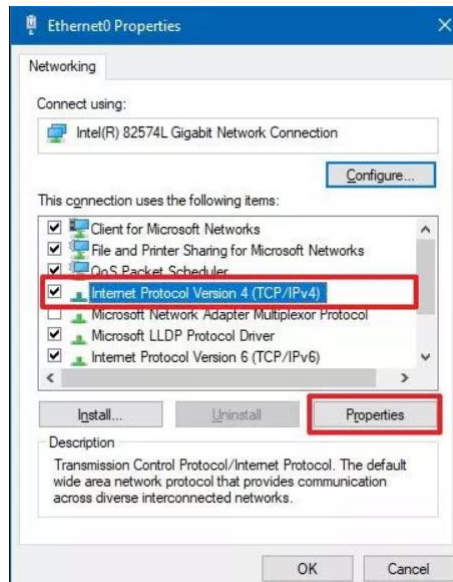 Ethernet0 Properties
Networking
Connect using:
Intel(R) 82574L Gigabit Network Connection
Configure...
This connection uses the following items:
Client for Microsoft Networks
File and Printer Sharing for Microsoft Networks
QoS Packet Scheduler
Internet Protocol Version 4 (TCP/IPv4)
Microsoft Network Adapter Multiplexor Protocol
Microsoft LLDP Protocol Driver
Internet Protocol Version 6 (TCP/IPv6)
Install...
Uninstall
Properties
Description
Transmission Control Protocol/Internet Protocol. The default
wide area network protocol that provides communication
across diverse interconnected networks.
OK
Cancel